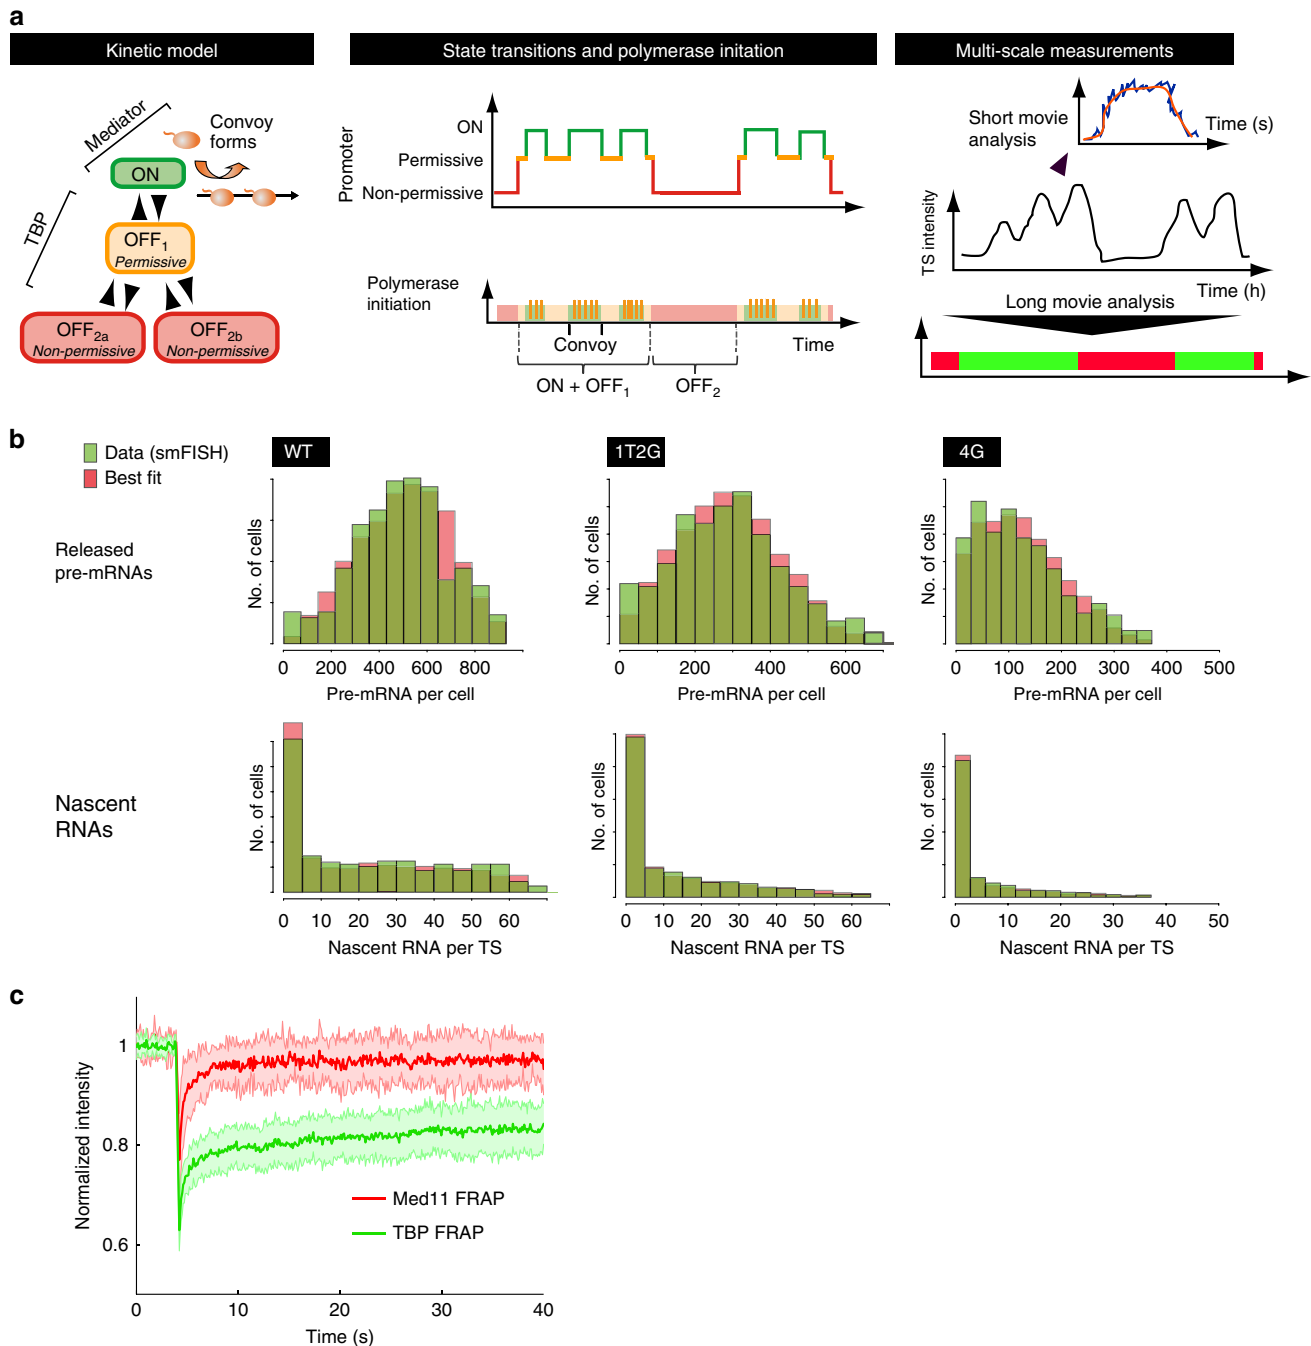 a
Kinetic model
State transitions and polymerase initation
Multi-scale measurements
Mediator
TBP
Convoy
forms
ON
OFF1
Permissive
OFF2a
Non-permissive
OFF2b
Non-permissive
Promoter
ON
Permissive
Non-permissive
Polymerase
initiation
Convoy
Time
ON + OFF1
OFF2
Short movie
analysis
Time (s)
TS intensity
Time (h)
Long movie analysis
b
Data (smFISH)
Best fit
WT
1T2G
4G
Released
pre-mRNAs
No. of cells
0 200 400 600 800
Pre-mRNA per cell
No. of cells
0 200 400 600
Pre-mRNA per cell
No. of cells
0 100 200 300 400 500
Pre-mRNA per cell
Nascent
RNAs
No. of cells
0 10 20 30 40 50 60
Nascent RNA per TS
No. of cells
0 10 20 30 40 50 60
Nascent RNA per TS
No. of cells
0 10 20 30 40 50
Nascent RNA per TS
c
Normalized intensity
1
0.8
0.6
Med11 FRAP
TBP FRAP
0 10 20 30 40
Time (s)